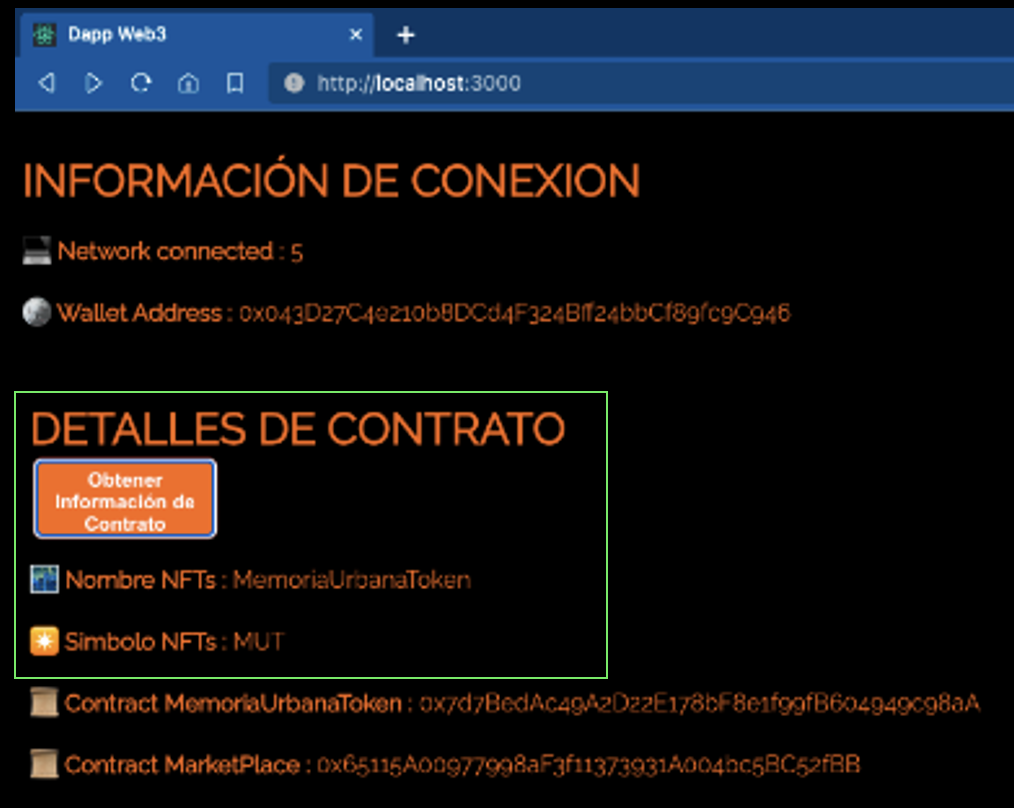 Dapp Web3
http://localhost:3000
INFORMACIÓN DE CONEXION
Network connected : 5
Wallet Address : 0x043D27C4e210b8DCd4F324Bff24bbCf89fc9C946
DETALLES DE CONTRATO
Obtener
Información de
Contrato
Nombre NFTs : MemoriaUrbanaToken
Simbolo NFTs : MUT
Contract MemoriaUrbanaToken : 0x7d7BedAc49A2D22E178bF8e1f99fB604949c98aA
Contract MarketPlace : 0x65115A00977998aF3f11373931A004bc5BC52fBB